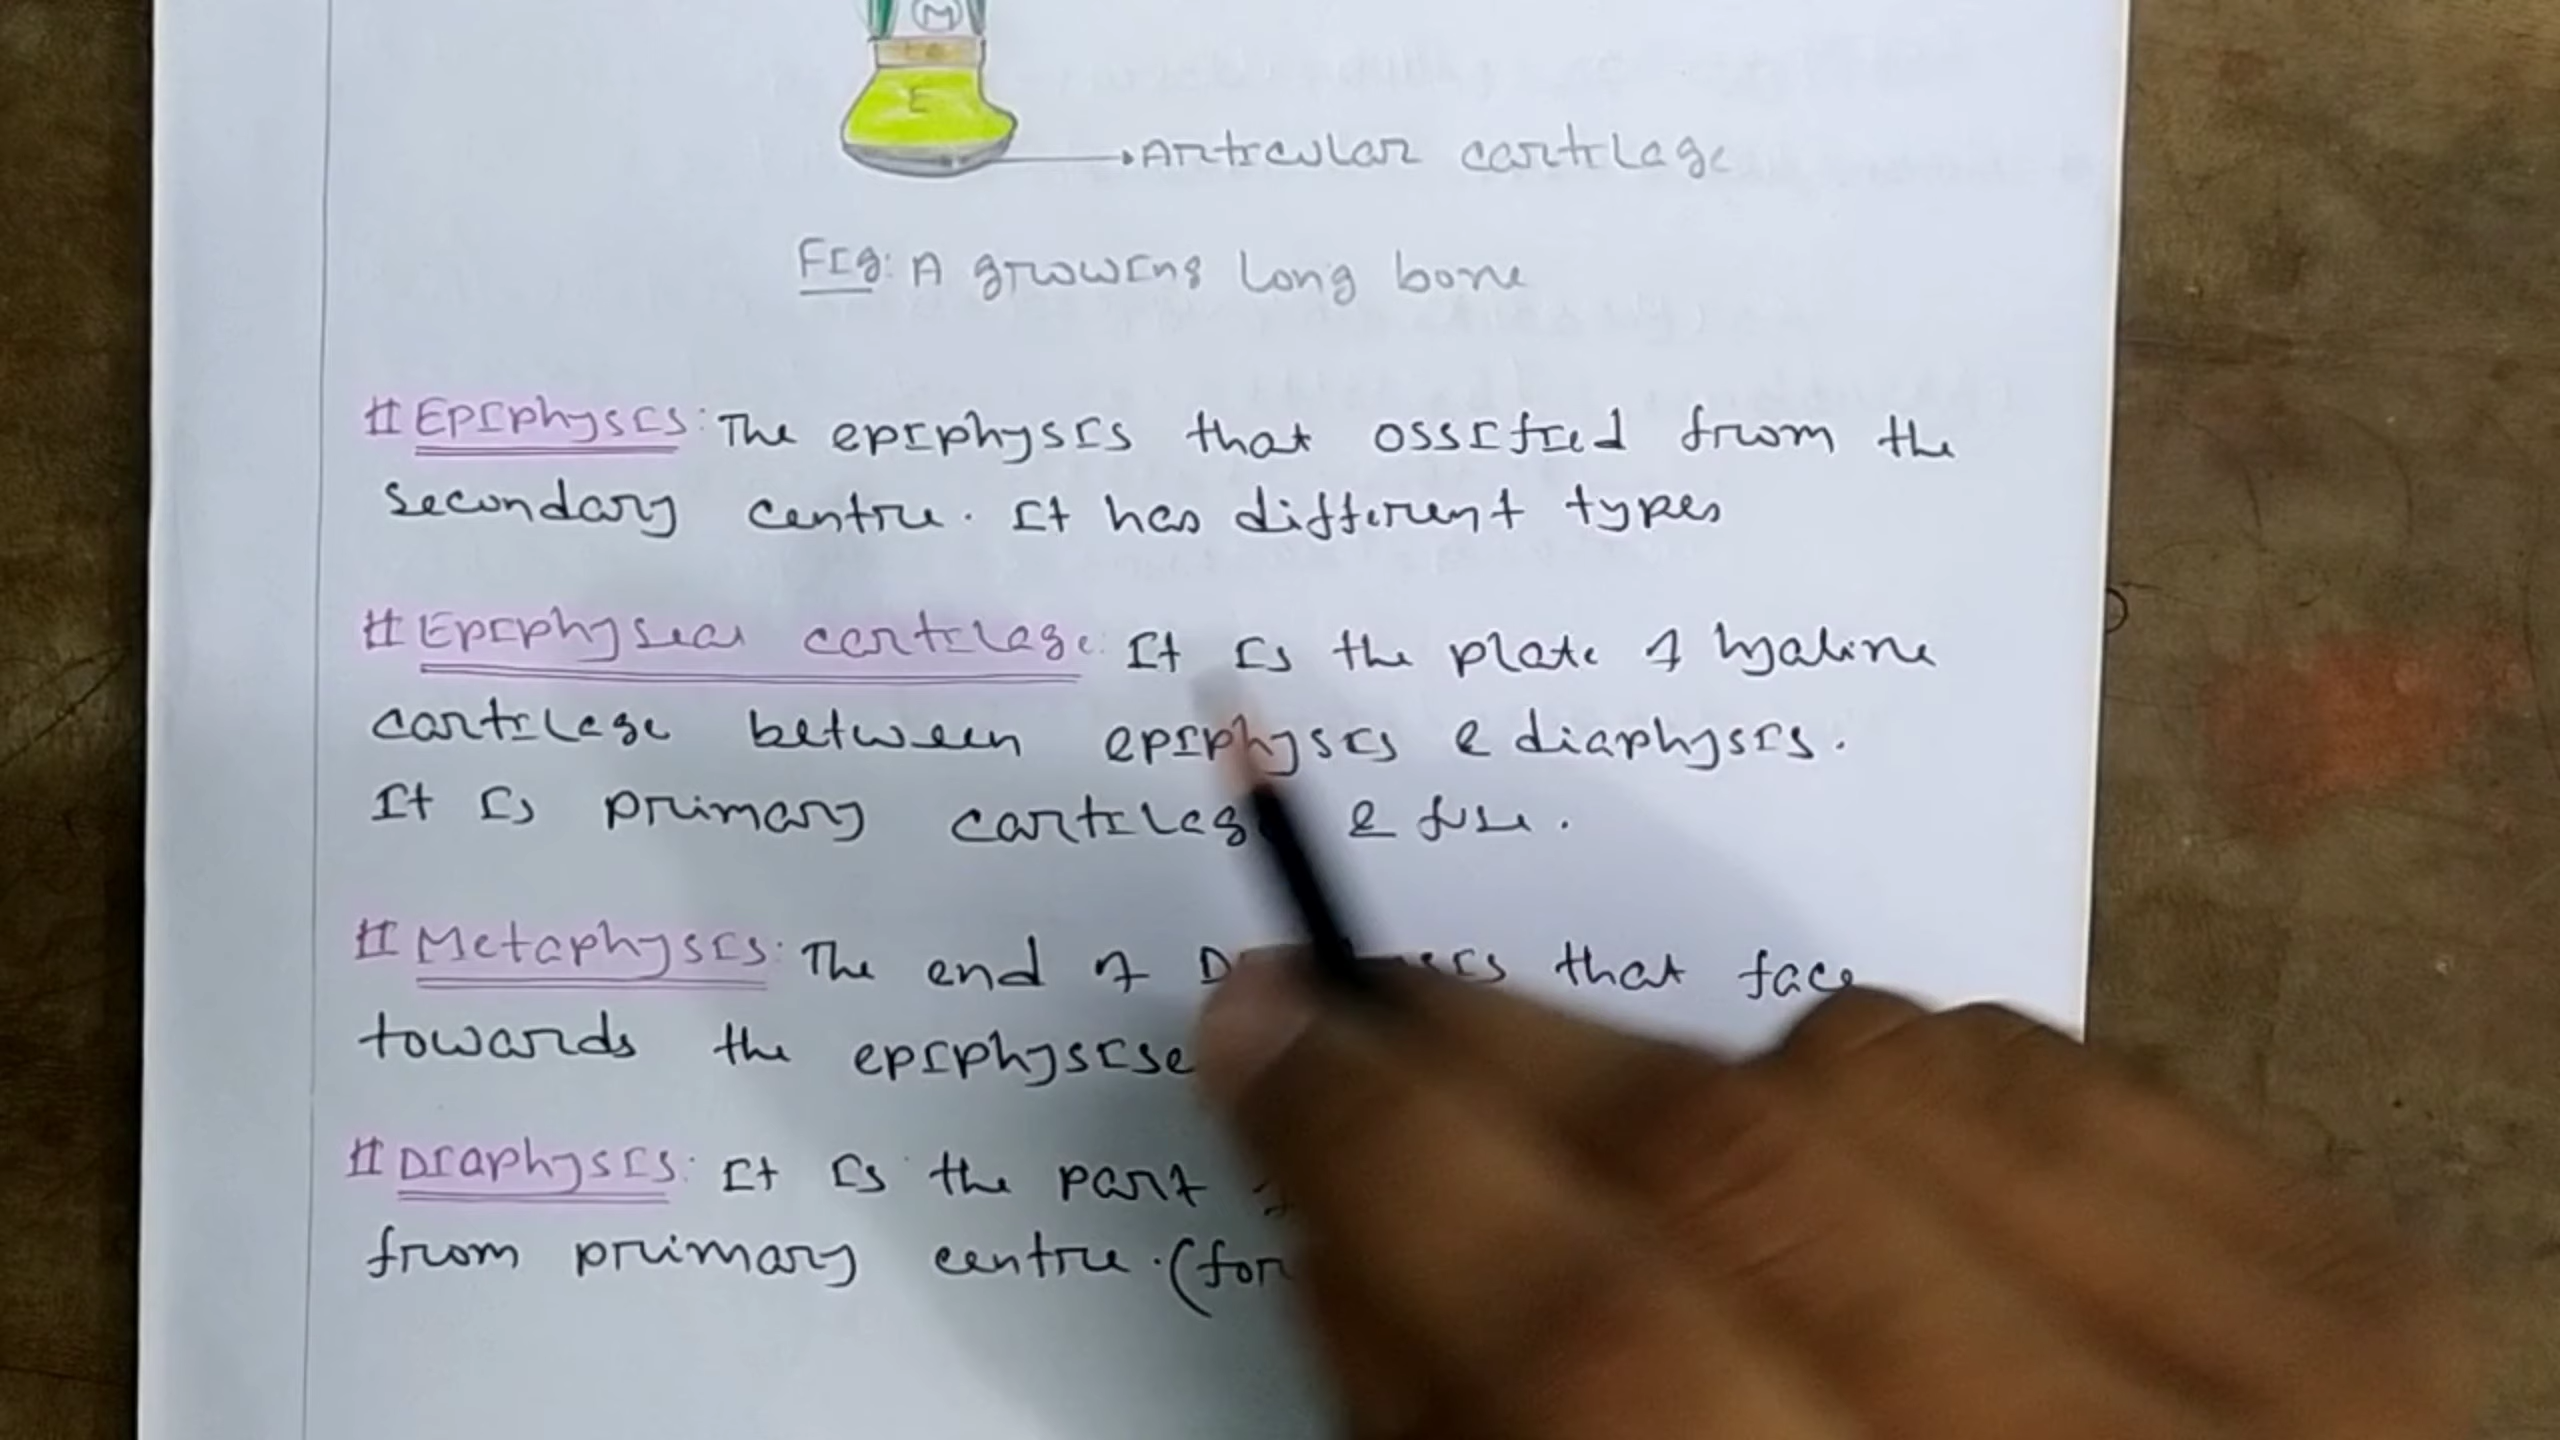 M
E
Articular cartilage
Fig: A growing long bone
# Epiphysis: The epiphysis that ossified from the
secondary centre. It has different types
# Epiphyseal cartilage: It is the plate of hyaline
cartilage between epiphysis & diaphysis.
It is primary cartilage & fuse.
# Metaphysis: The end of that face
towards the epiphysise
# Diaphysis: It is the part
from primary centre. (for